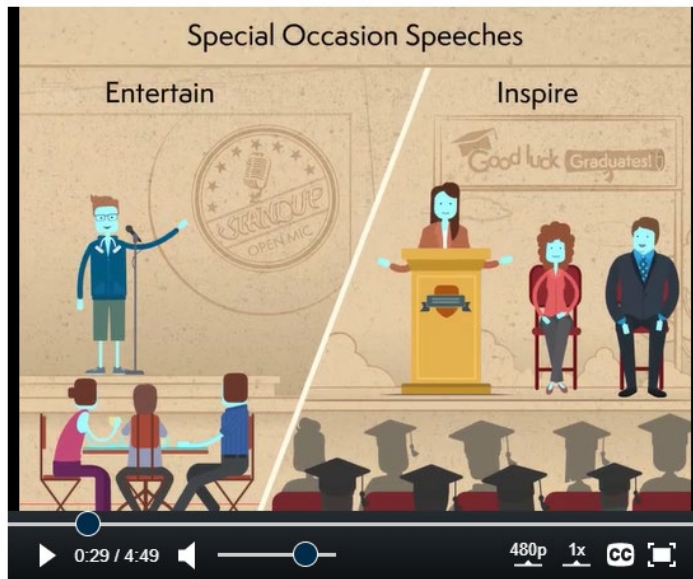 Special Occasion Speeches
Entertain
Inspire
STANDUP
OPEN MIC
Good luck Graduates!
0:29 / 4:49
480p
1x
CC